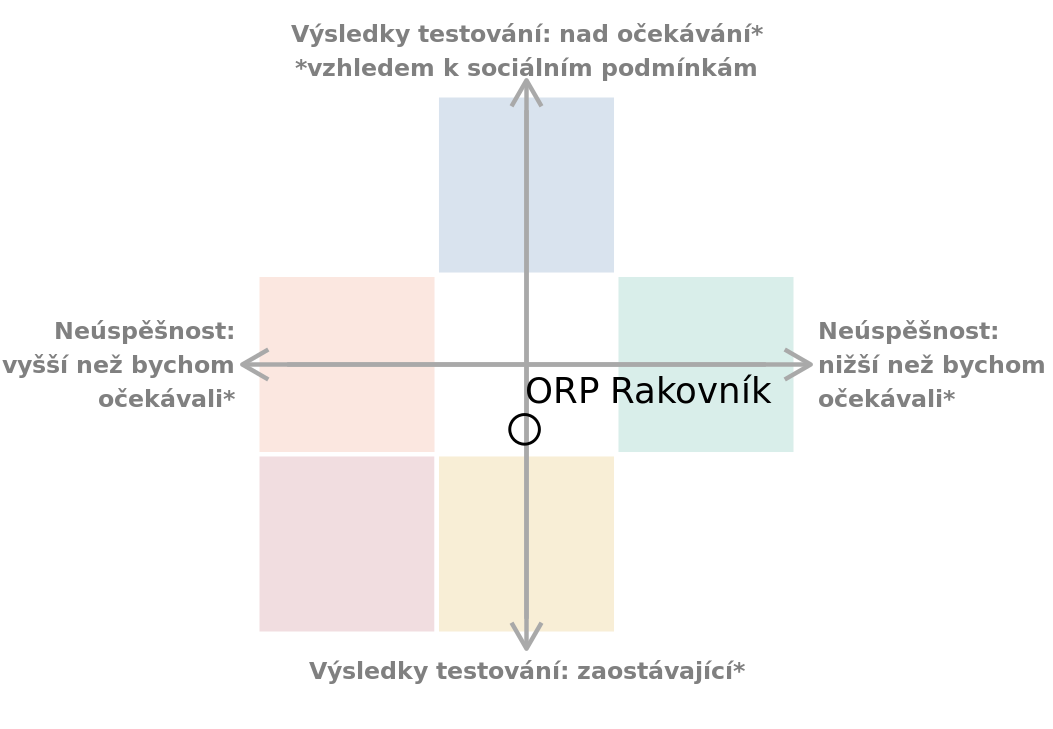 Výsledky testování: nad očekávání*
*vzhledem k sociálním podmínkám
Neúspěšnost:
vyšší než bychom
očekávali*
Neúspěšnost:
nižší než bychom
očekávali*
ORP Rakovník
Výsledky testování: zaostávající*